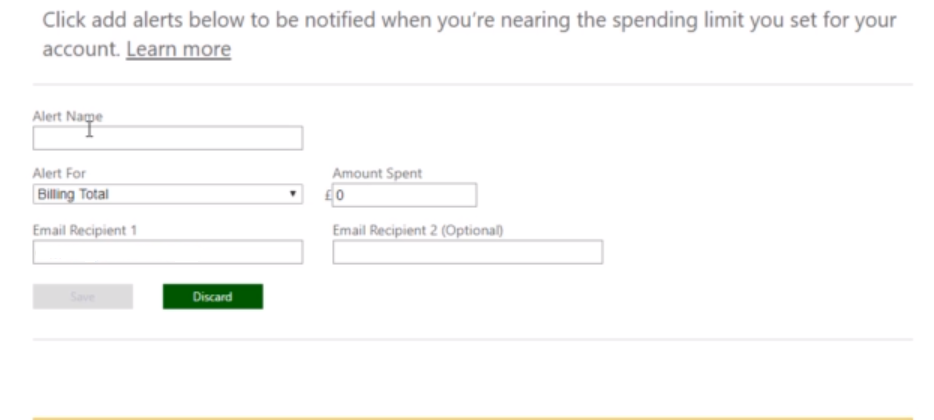 Click add alerts below to be notified when you're nearing the spending limit you set for your
account. Learn more
Alert Name
Alert For
Amount Spent
Billing Total
£ 0
Email Recipient 1
Email Recipient 2 (Optional)
Save
Discard